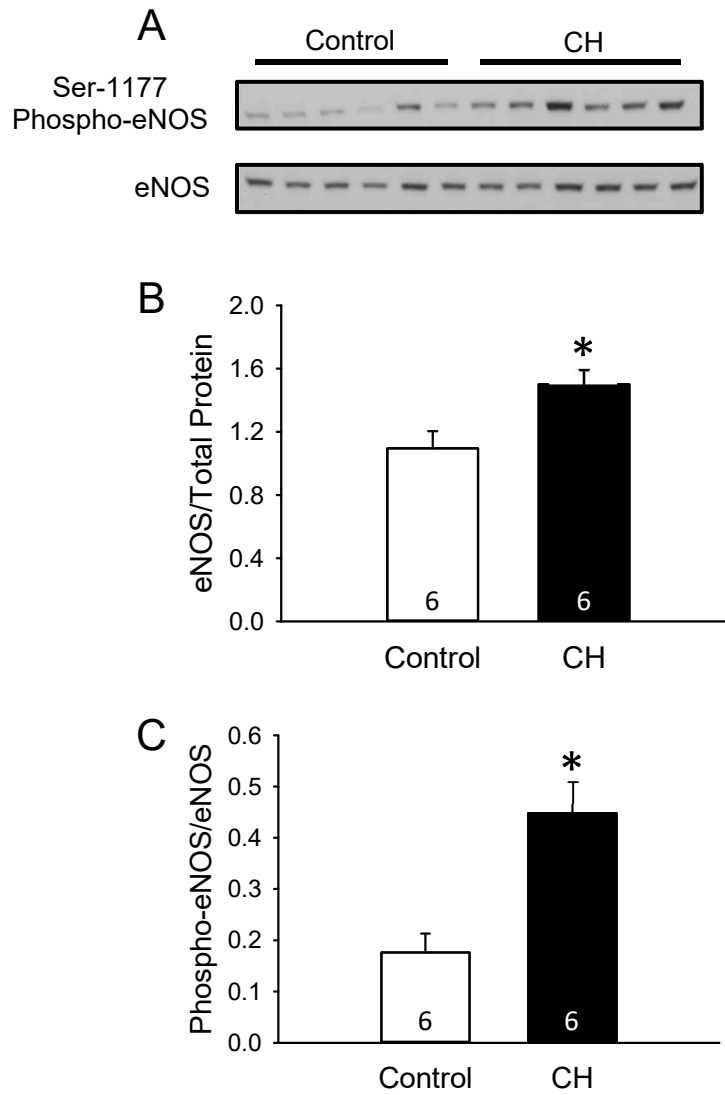 A
Control CH
Ser-1177
Phospho-eNOS
eNOS
B
eNOS/Total Protein
2.0
*
1.6
1.2
0.8
0.4
6 6
0.0
Control CH
C
Phospho-eNOS/eNOS
0.6
*
0.5
0.4
0.3
0.2
0.1
6 6
0.0
Control CH